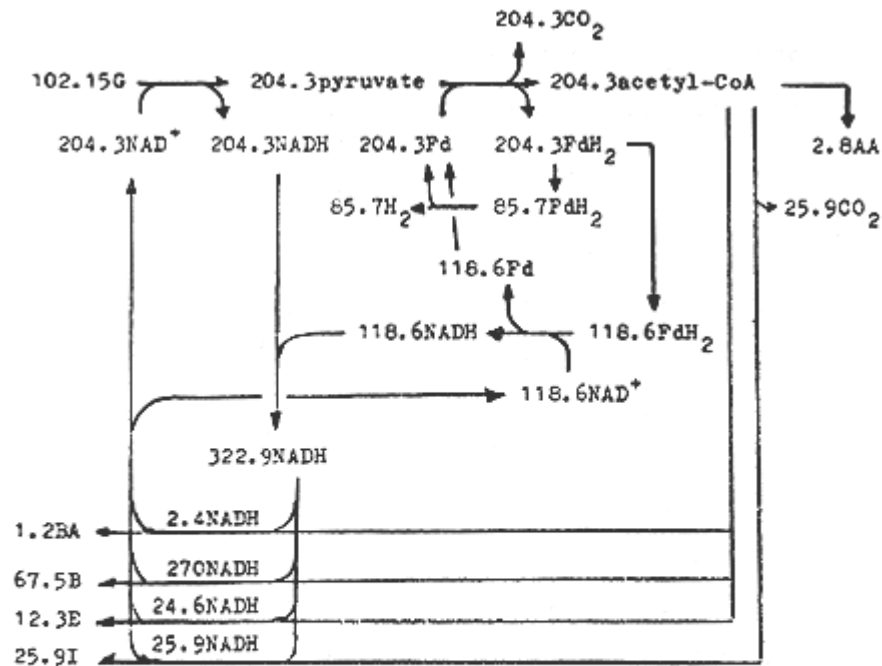 204.3CO₂
102.15G 204.3pyruvate 204.3acetyl-CoA
204.3NAD⁺ 204.3NADH 204.3Fd 204.3FdH₂ 2.8AA
85.7H₂ 85.7FdH₂ 25.9CO₂
118.6Fd
118.6NADH 118.6FdH₂
118.6NAD⁺
322.9NADH
1.2BA 2.4NADH
67.5B 270NADH
12.3E 24.6NADH
25.9I 25.9NADH